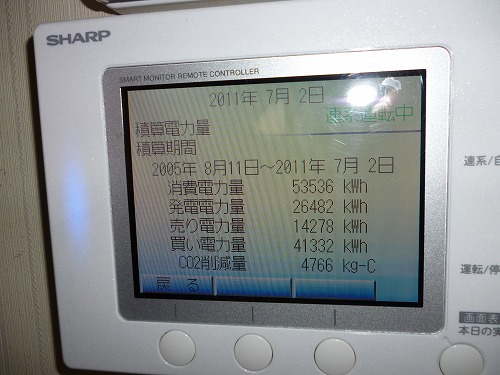 SHARP
SMART MONITOR REMOTE CONTROLLER
2011年 7月 2日
連系運転中
積算電力量
積算期間
2005年 8月11日～2011年 7月 2日
消費電力量 53536 kWh
発電電力量 26482 kWh
売り電力量 14278 kWh
買い電力量 41332 kWh
CO2削減量 4766 kg-C
戻 る
連系/自
運転/停
画面表
本日の実